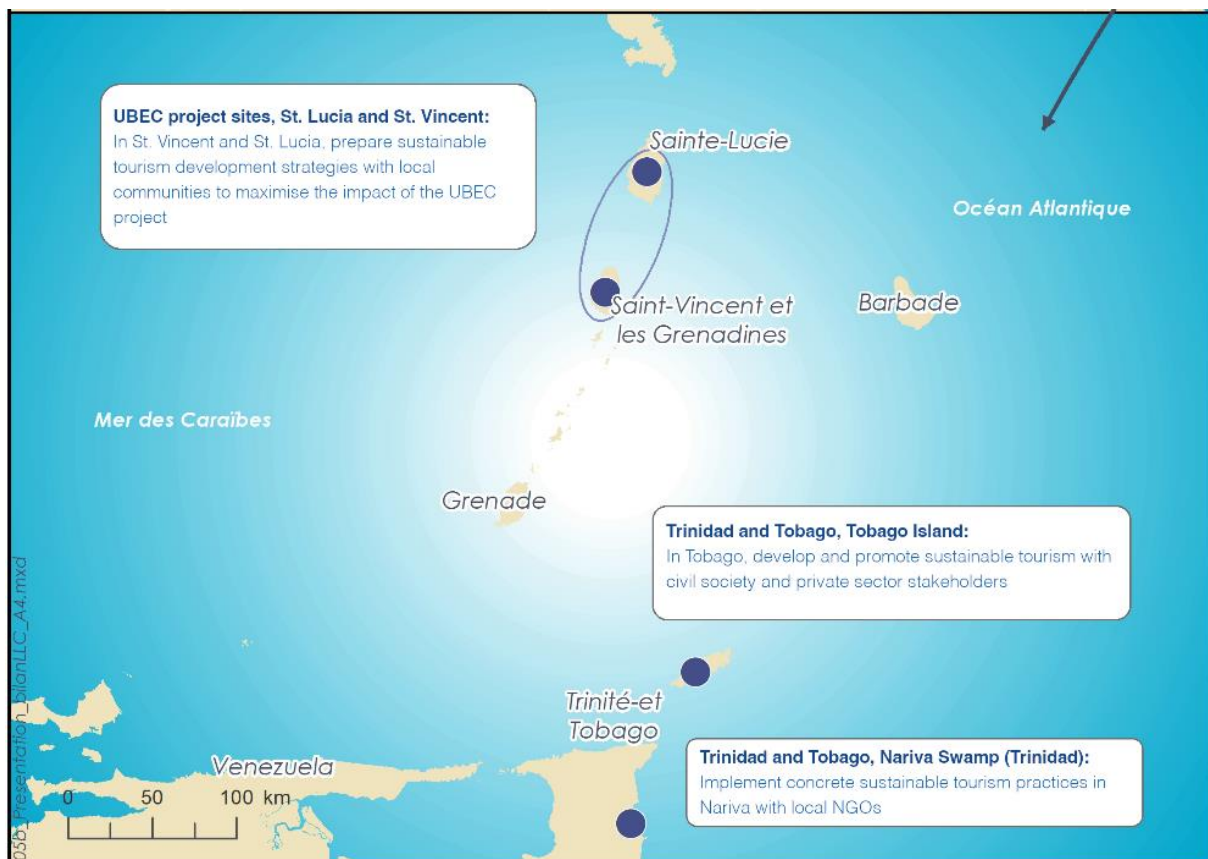 UBEC project sites, St. Lucia and St. Vincent:
In St. Vincent and St. Lucia, prepare sustainable
tourism development strategies with local
communities to maximise the impact of the UBEC
project
Sainte-Lucie
Océan Atlantique
Saint-Vincent et
les Grenadines
Barbade
Mer des Caraïbes
Grenade
Trinidad and Tobago, Tobago Island:
In Tobago, develop and promote sustainable tourism with
civil society and private sector stakeholders
Trinité-et
Tobago
Trinidad and Tobago, Nariva Swamp (Trinidad):
Implement concrete sustainable tourism practices in
Nariva with local NGOs
Venezuela
0 50 100 km
05b_Presentation_bilanLLC_A4.mxd